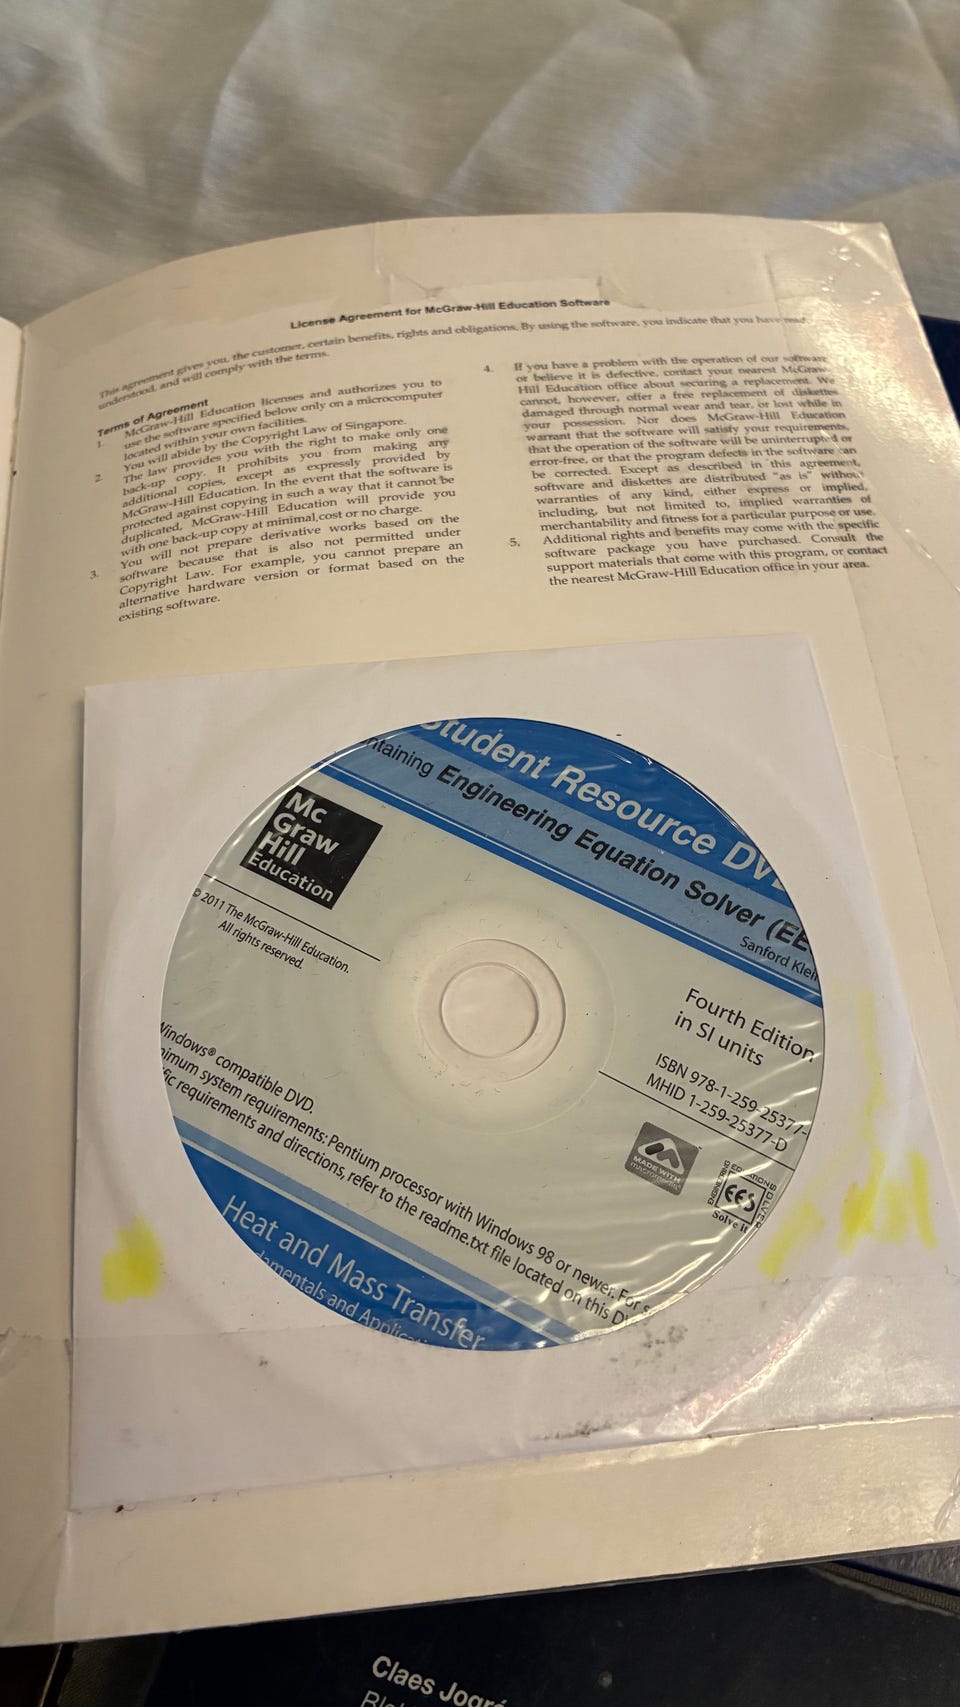 License Agreement for McGraw-Hill Education Software
This agreement gives you, the customer, certain benefits, rights and obligations. By using the software, you indicate that you have read,
understood, and will comply with the terms.
Terms of Agreement
1. McGraw-Hill Education licenses and authorizes you to
use the software specified below only on a microcomputer
located within your own facilities.
2. You will abide by the Copyright Law of Singapore.
The law provides you with the right to make only one
back-up copy. It prohibits you from making any
additional copies, except as expressly provided by
McGraw-Hill Education. In the event that the software is
protected against copying in such a way that it cannot be
duplicated, McGraw-Hill Education will provide you
with one back-up copy at minimal cost or no charge.
3. You will not prepare derivative works based on the
software because that is also not permitted under
Copyright Law. For example, you cannot prepare an
alternative hardware version or format based on the
existing software.
4. If you have a problem with the operation of our software
or believe it is defective, contact your nearest McGraw-
Hill Education office about securing a replacement. We
cannot, however, offer a free replacement of diskettes
damaged through normal wear and tear, or lost while in
your possession. Nor does McGraw-Hill Education
warrant that the software will satisfy your requirements,
that the operation of the software will be uninterrupted or
error-free, or that the program defects in the software can
be corrected. Except as described in this agreement,
software and diskettes are distributed "as is" without
warranties of any kind, either express or implied,
including, but not limited to, implied warranties of
merchantability and fitness for a particular purpose or use.
5. Additional rights and benefits may come with the specific
software package you have purchased. Consult the
support materials that come with this program, or contact
the nearest McGraw-Hill Education office in your area.
Student Resource DVD
ntaining Engineering Equation Solver (EE
Sanford Klein
Mc
Graw
Hill
Education
© 2011 The McGraw-Hill Education.
All rights reserved.
Fourth Edition
in SI units
ISBN 978-1-259-25377-
MHID 1-259-25377-D
Windows® compatible DVD.
nimum system requirements: Pentium processor with Windows 98 or newer. For s
fic requirements and directions, refer to the readme.txt file located on this D
MADE WITH
macromedia
EES
Solve it
Heat and Mass Transfer
damentals and Applic
Claes Jogré